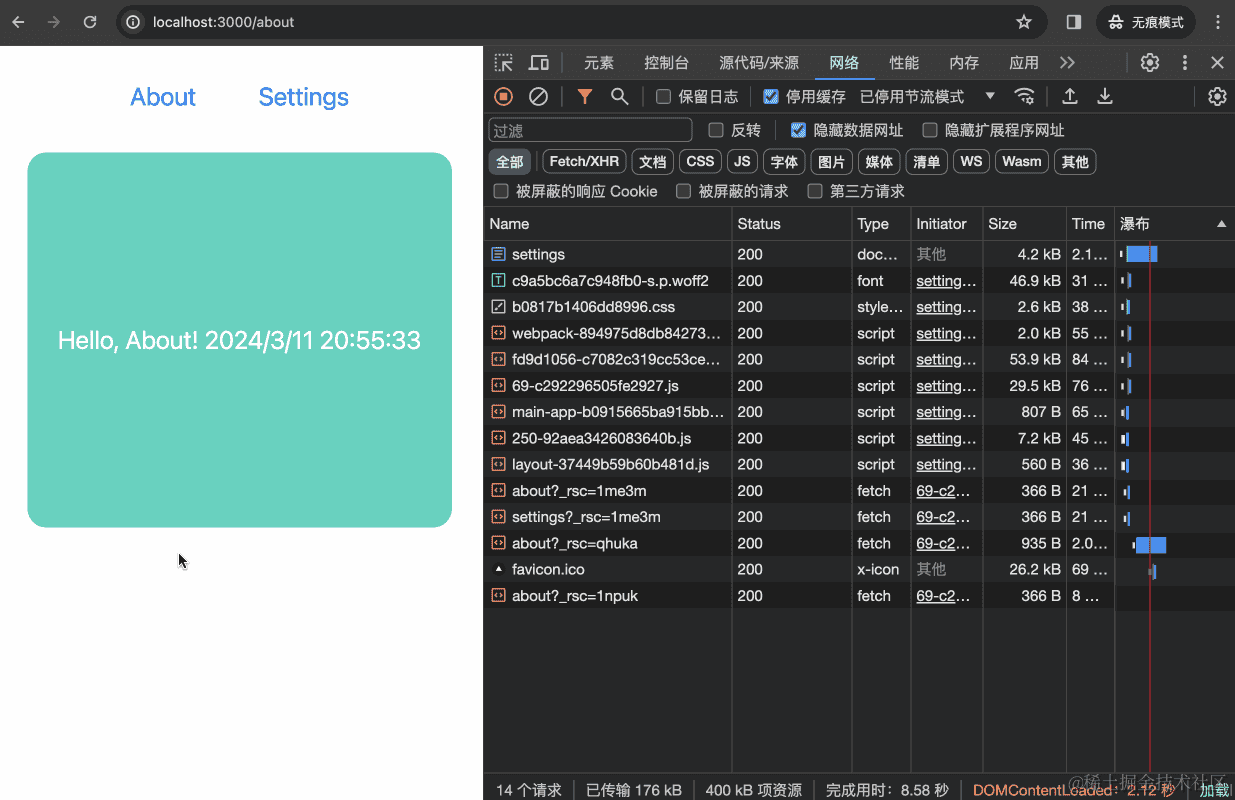 localhost:3000/about
无痕模式
About Settings
Hello, About! 2024/3/11 20:55:33
元素 控制台 源代码/来源 网络 性能 内存 应用
保留日志 停用缓存 已停用节流模式
过滤 反转 隐藏数据网址 隐藏扩展程序网址
全部 Fetch/XHR 文档 CSS JS 字体 图片 媒体 清单 WS Wasm 其他
被屏蔽的响应 Cookie 被屏蔽的请求 第三方请求
Name Status Type Initiator Size Time 瀑布
settings 200 doc... 其他 4.2 kB 2.1...
c9a5bc6a7c948fb0-s.p.woff2 200 font setting... 46.9 kB 31 ...
b0817b1406dd8996.css 200 style... setting... 2.6 kB 38 ...
webpack-894975d8db84273... 200 script setting... 2.0 kB 55 ...
fd9d1056-c7082c319cc53ce... 200 script setting... 53.9 kB 84 ...
69-c292296505fe2927.js 200 script setting... 29.5 kB 76 ...
main-app-b0915665ba915bb... 200 script setting... 807 B 65 ...
250-92aea3426083640b.js 200 script setting... 7.2 kB 45 ...
layout-37449b59b60b481d.js 200 script setting... 560 B 36 ...
about?_rsc=1me3m 200 fetch 69-c2... 366 B 21 ...
settings?_rsc=1me3m 200 fetch 69-c2... 366 B 21 ...
about?_rsc=qhuka 200 fetch 69-c2... 935 B 2.0...
favicon.ico 200 x-icon 其他 26.2 kB 69 ...
about?_rsc=1npuk 200 fetch 69-c2... 366 B 8 ...
14 个请求 已传输 176 kB 400 kB 项资源 完成用时：8.58 秒 DOMContentLoaded：2.12 秒 加载
@稀土掘金技术社区